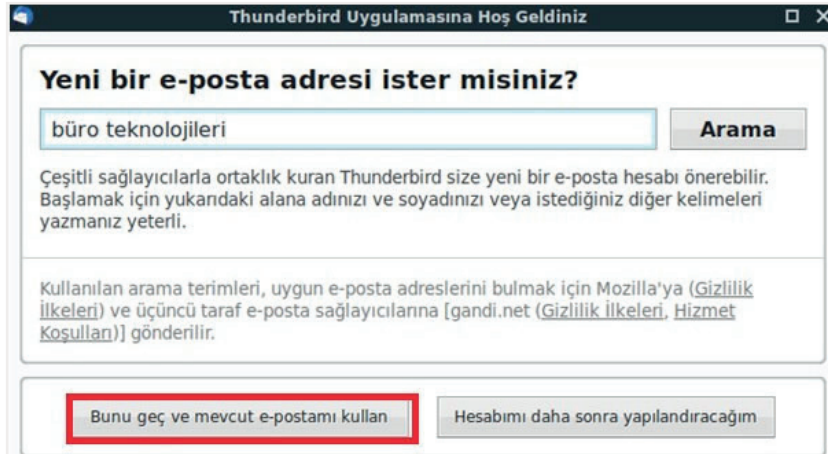 Thunderbird Uygulamasına Hoş Geldiniz
Yeni bir e-posta adresi ister misiniz?
büro teknolojileri
Arama
Çeşitli sağlayıcılarla ortaklık kuran Thunderbird size yeni bir e-posta hesabı önerebilir.
Başlamak için yukarıdaki alana adınızı ve soyadınızı veya istediğiniz diğer kelimeleri
yazmanız yeterli.
Kullanılan arama terimleri, uygun e-posta adreslerini bulmak için Mozilla'ya (Gizlilik
İlkeleri) ve üçüncü taraf e-posta sağlayıcılarına [gandi.net (Gizlilik İlkeleri, Hizmet
Koşulları)] gönderilir.
Bunu geç ve mevcut e-postamı kullan
Hesabımı daha sonra yapılandıracağım